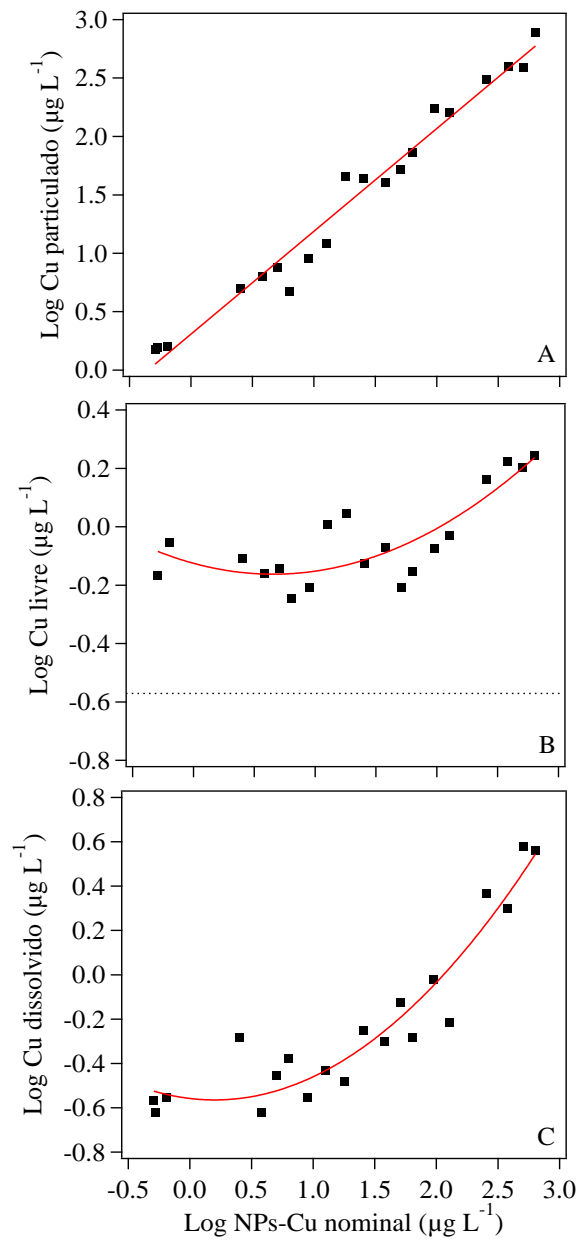 Log Cu particulado (µg L⁻¹)
3.0
2.5
2.0
1.5
1.0
0.5
0.0
A
Log Cu livre (µg L⁻¹)
0.4
0.2
0.0
-0.2
-0.4
-0.6
-0.8
B
Log Cu dissolvido (µg L⁻¹)
0.8
0.6
0.4
0.2
0.0
-0.2
-0.4
-0.6
-0.8
C
-0.5 0.0 0.5 1.0 1.5 2.0 2.5 3.0
Log NPs-Cu nominal (µg L⁻¹)